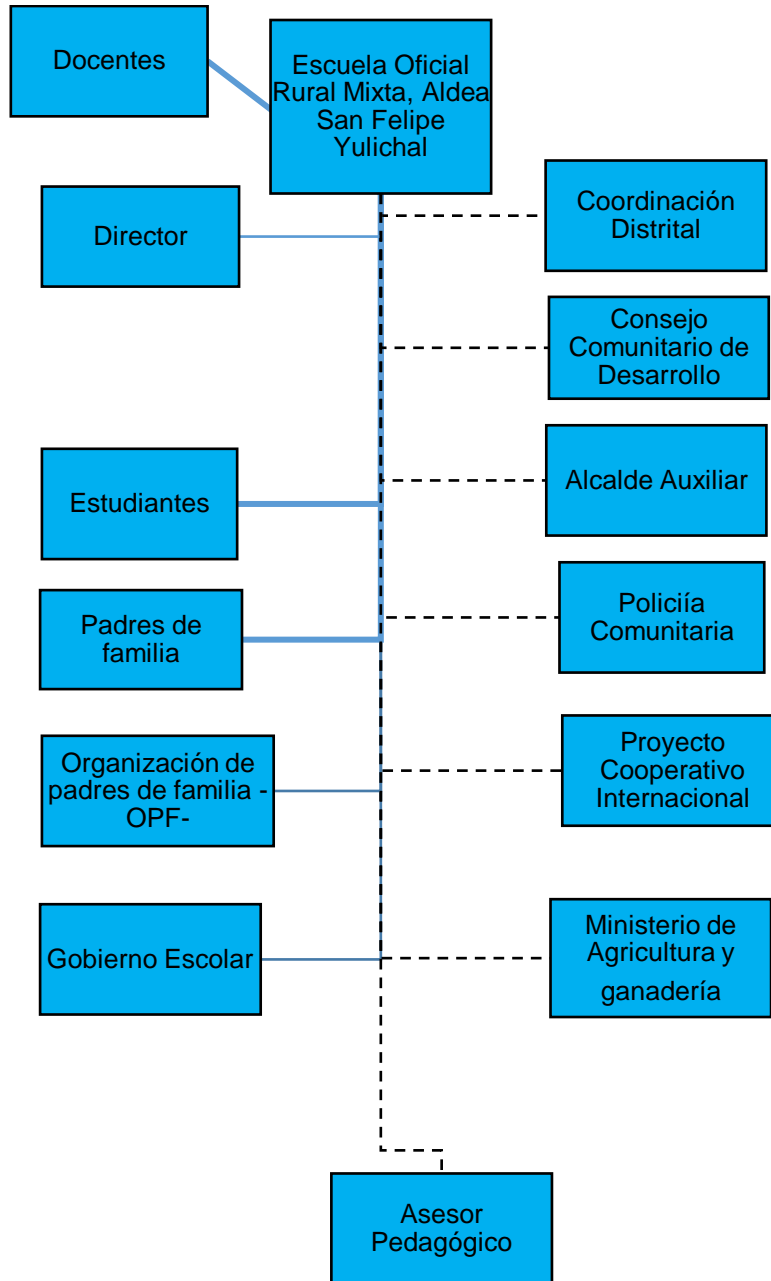 Docentes
Escuela Oficial
Rural Mixta, Aldea
San Felipe
Yulichal
Director
Coordinación
Distrital
Consejo
Comunitario de
Desarrollo
Estudiantes
Alcalde Auxiliar
Padres de
familia
Policiía
Comunitaria
Organización de
padres de familia -
OPF-
Proyecto
Cooperativo
Internacional
Gobierno Escolar
Ministerio de
Agricultura y
ganadería
Asesor
Pedagógico